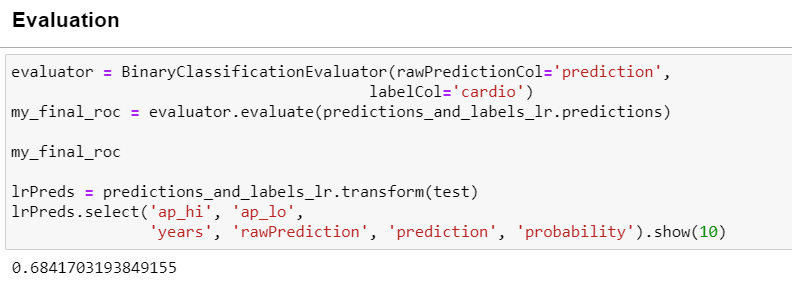 Evaluation
evaluator = BinaryClassificationEvaluator(rawPredictionCol='prediction',
labelCol='cardio')
my_final_roc = evaluator.evaluate(predictions_and_labels_lr.predictions)
my_final_roc
lrPreds = predictions_and_labels_lr.transform(test)
lrPreds.select('ap_hi', 'ap_lo',
'years', 'rawPrediction', 'prediction', 'probability').show(10)
0.6841703193849155